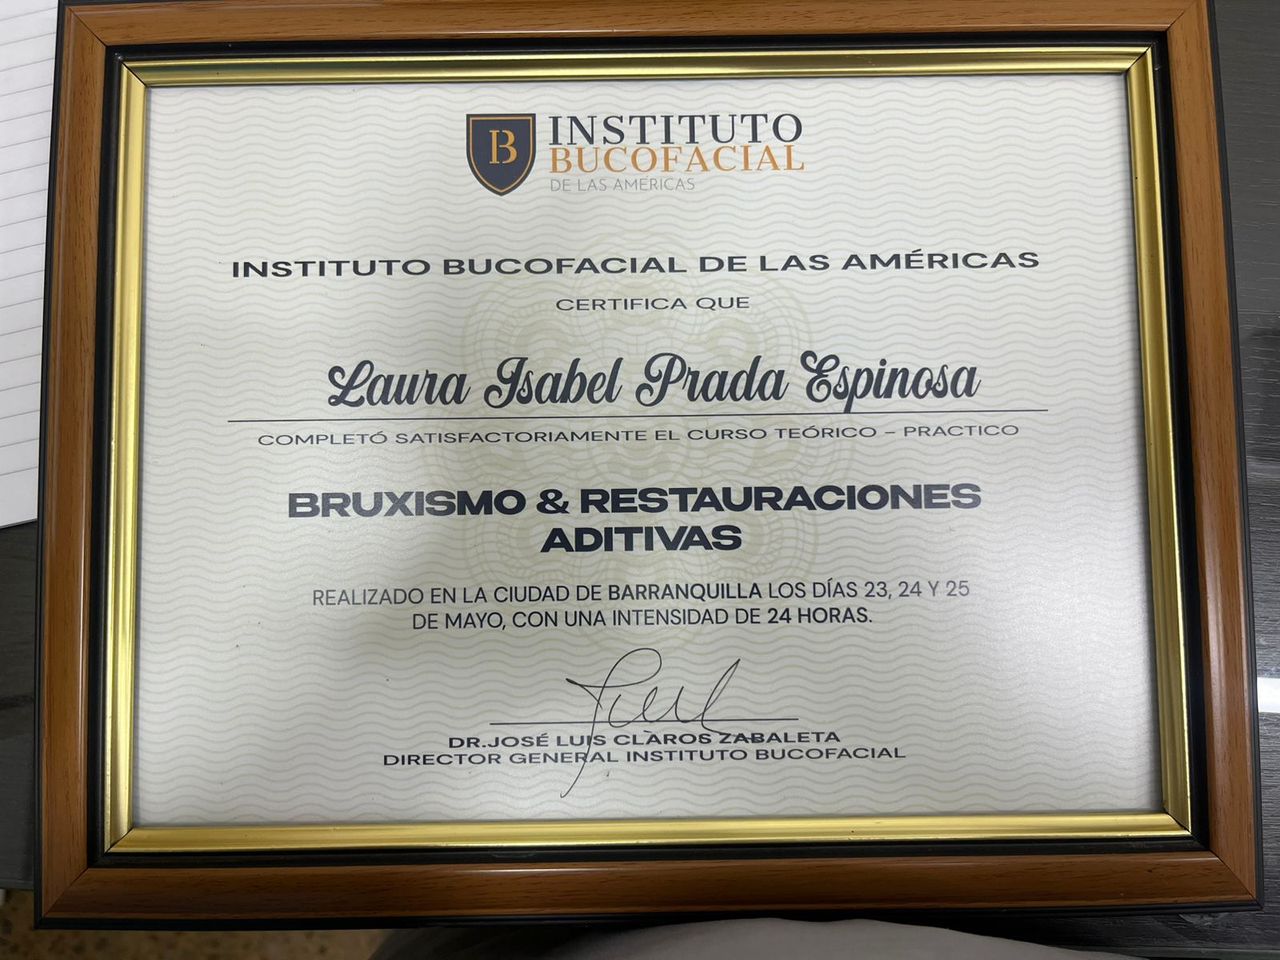 B
INSTITUTO
BUCOFACIAL
DE LAS AMÉRICAS
INSTITUTO BUCOFACIAL DE LAS AMÉRICAS
CERTIFICA QUE
Laura Isabel Prada Espinosa
COMPLETÓ SATISFACTORIAMENTE EL CURSO TEÓRICO – PRACTICO
BRUXISMO & RESTAURACIONES
ADITIVAS
REALIZADO EN LA CIUDAD DE BARRANQUILLA LOS DÍAS 23, 24 Y 25
DE MAYO, CON UNA INTENSIDAD DE 24 HORAS.
DR.JOSÉ LUIS CLAROS ZABALETA
DIRECTOR GENERAL INSTITUTO BUCOFACIAL